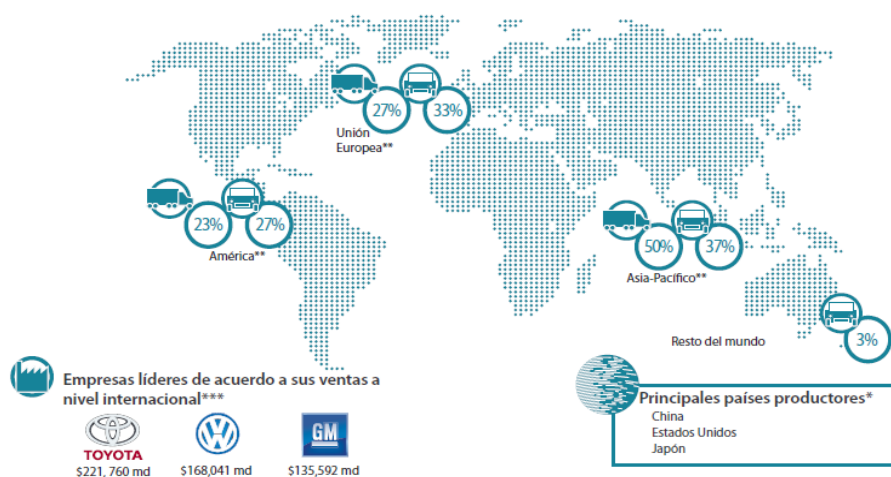 27%
33%
Unión
Europea**
23%
27%
América**
50%
37%
Asia-Pacífico**
Resto del mundo
3%
Empresas líderes de acuerdo a sus ventas a
nivel internacional***
TOYOTA
$221, 760 md
$168,041 md
GM
$135,592 md
Principales países productores*
China
Estados Unidos
Japón